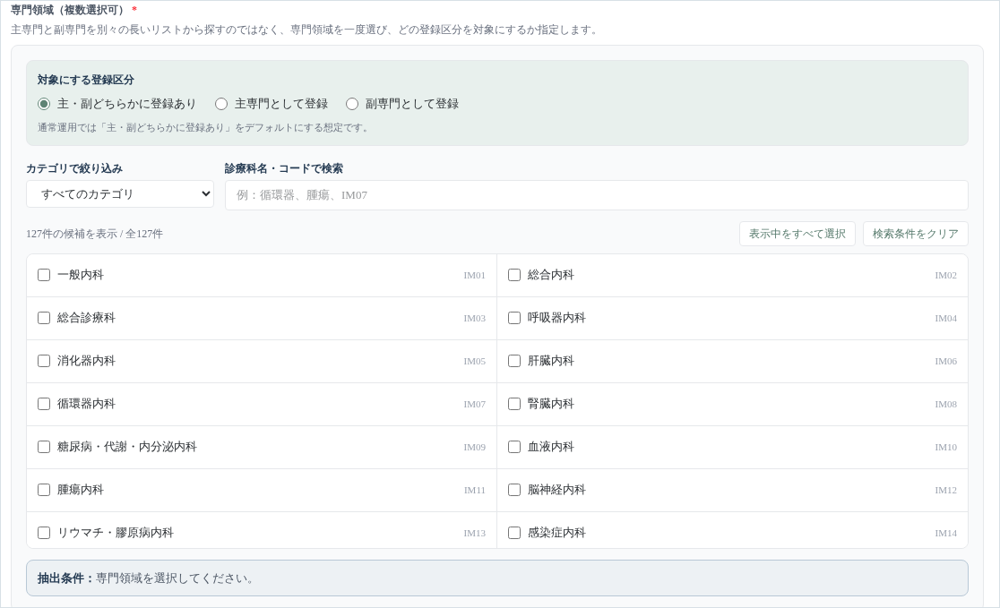 専門領域（複数選択可） *
主専門と副専門を別々の長いリストから探すのではなく、専門領域を一度選び、どの登録区分を対象にするか指定します。
対象にする登録区分
主・副どちらかに登録あり 主専門として登録 副専門として登録
通常運用では「主・副どちらかに登録あり」をデフォルトにする想定です。
カテゴリで絞り込み 診療科名・コードで検索
すべてのカテゴリ 例：循環器、腫瘍、IM07
127件の候補を表示 / 全127件 表示中をすべて選択 検索条件をクリア
一般内科 IM01 総合内科 IM02
総合診療科 IM03 呼吸器内科 IM04
消化器内科 IM05 肝臓内科 IM06
循環器内科 IM07 腎臓内科 IM08
糖尿病・代謝・内分泌内科 IM09 血液内科 IM10
腫瘍内科 IM11 脳神経内科 IM12
リウマチ・膠原病内科 IM13 感染症内科 IM14
抽出条件：専門領域を選択してください。